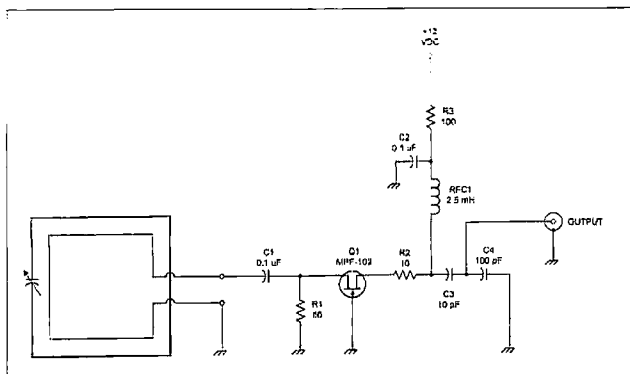 +12
VDC
R3
100
C2
0.1 uF
RFC1
2.5 mH
OUTPUT
C1
0.1 uF
Q1
MPF-102
R2
10
C4
100 pF
C3
10 pF
R1